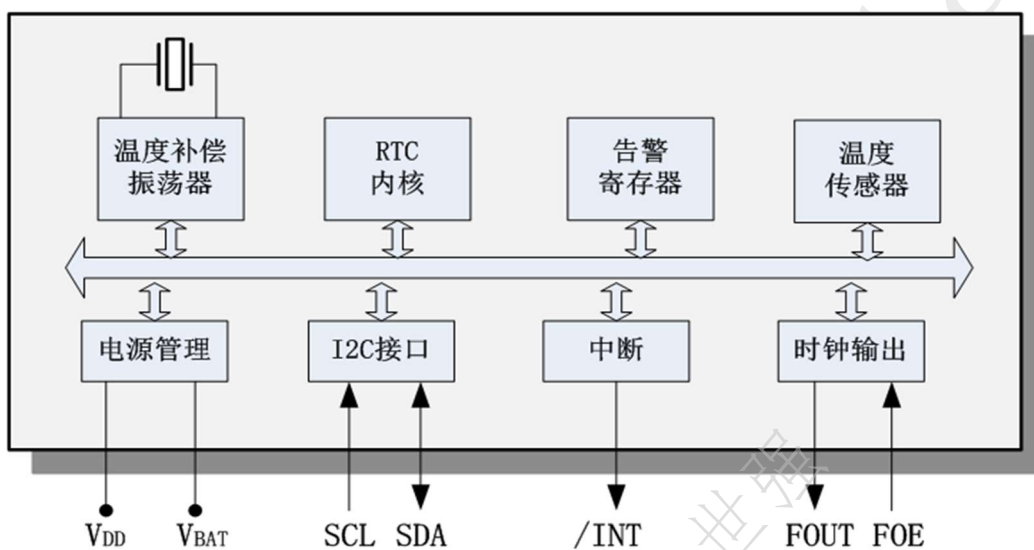 温度补偿
振荡器
RTC
内核
告警
寄存器
温度
传感器
电源管理
I2C接口
中断
时钟输出
VDD
VBAT
SCL
SDA
/INT
FOUT
FOE
世强